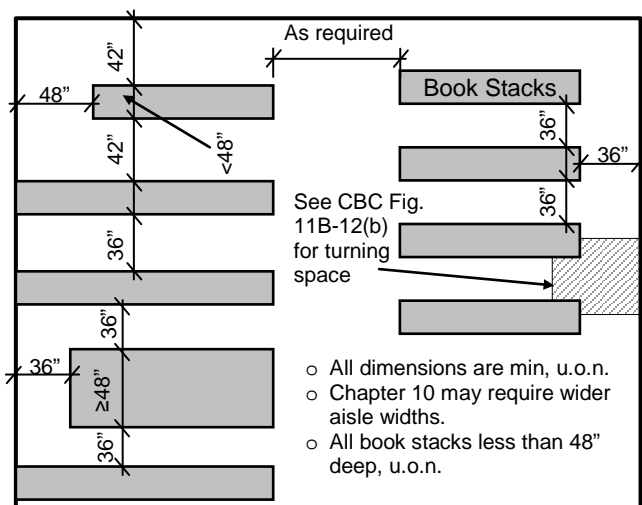 As required
42”
48”
Book Stacks
36”
36”
<48”
42”
36”
See CBC Fig.
11B-12(b)
for turning
space
36”
36”
36”
≥48”
○ All dimensions are min, u.o.n.
○ Chapter 10 may require wider
aisle widths.
○ All book stacks less than 48”
deep, u.o.n.
36”